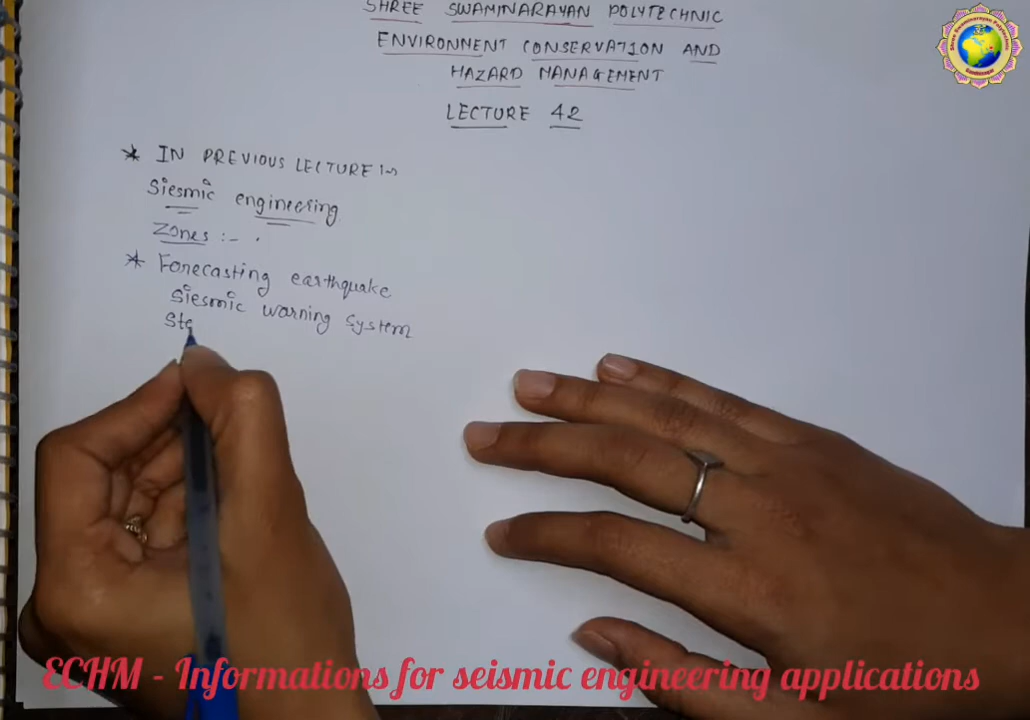 SHREE SWAMINARAYAN POLYTECHNIC
ENVIRONMENT CONSERVATION AND
HAZARD MANAGEMENT
LECTURE 42
* IN PREVIOUS LECTURE :->
Siesmic engineering
Zones :- .
* Forecasting earthquake
Siesmic warning system
Ste
ECHM - Informations for seismic engineering applications